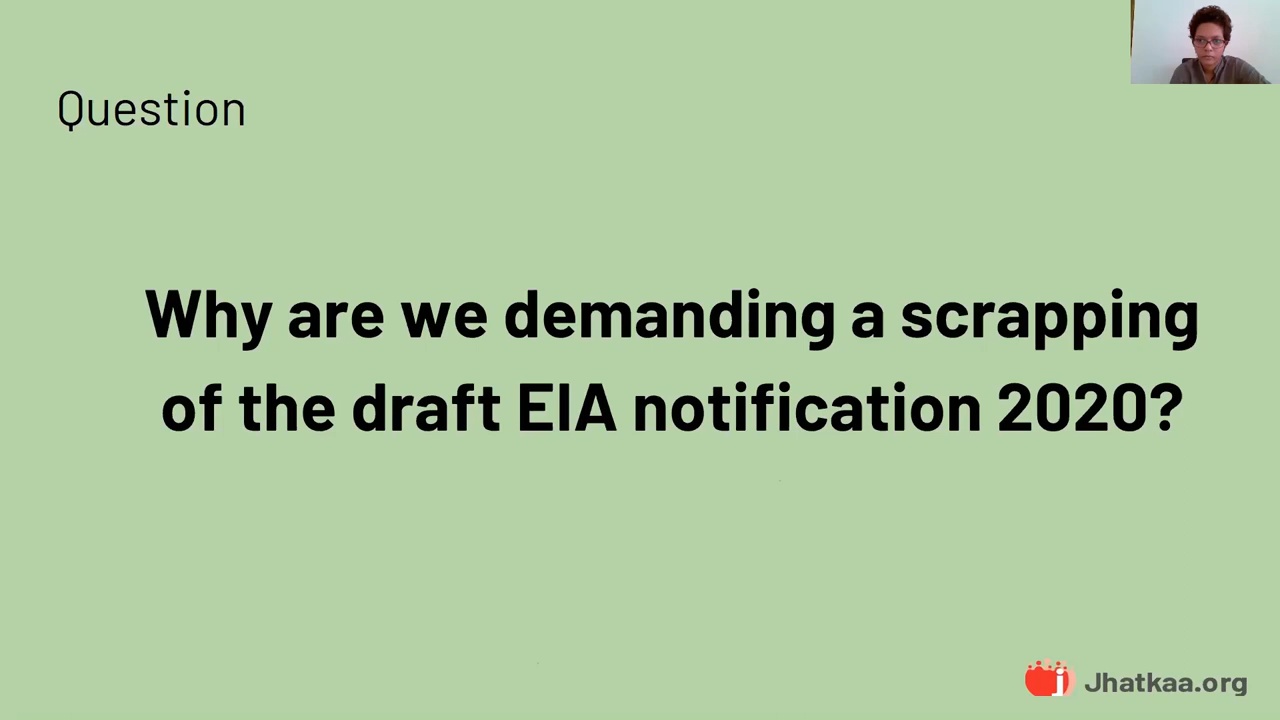 Question
Why are we demanding a scrapping
of the draft EIA notification 2020?
Jhatkaa.org